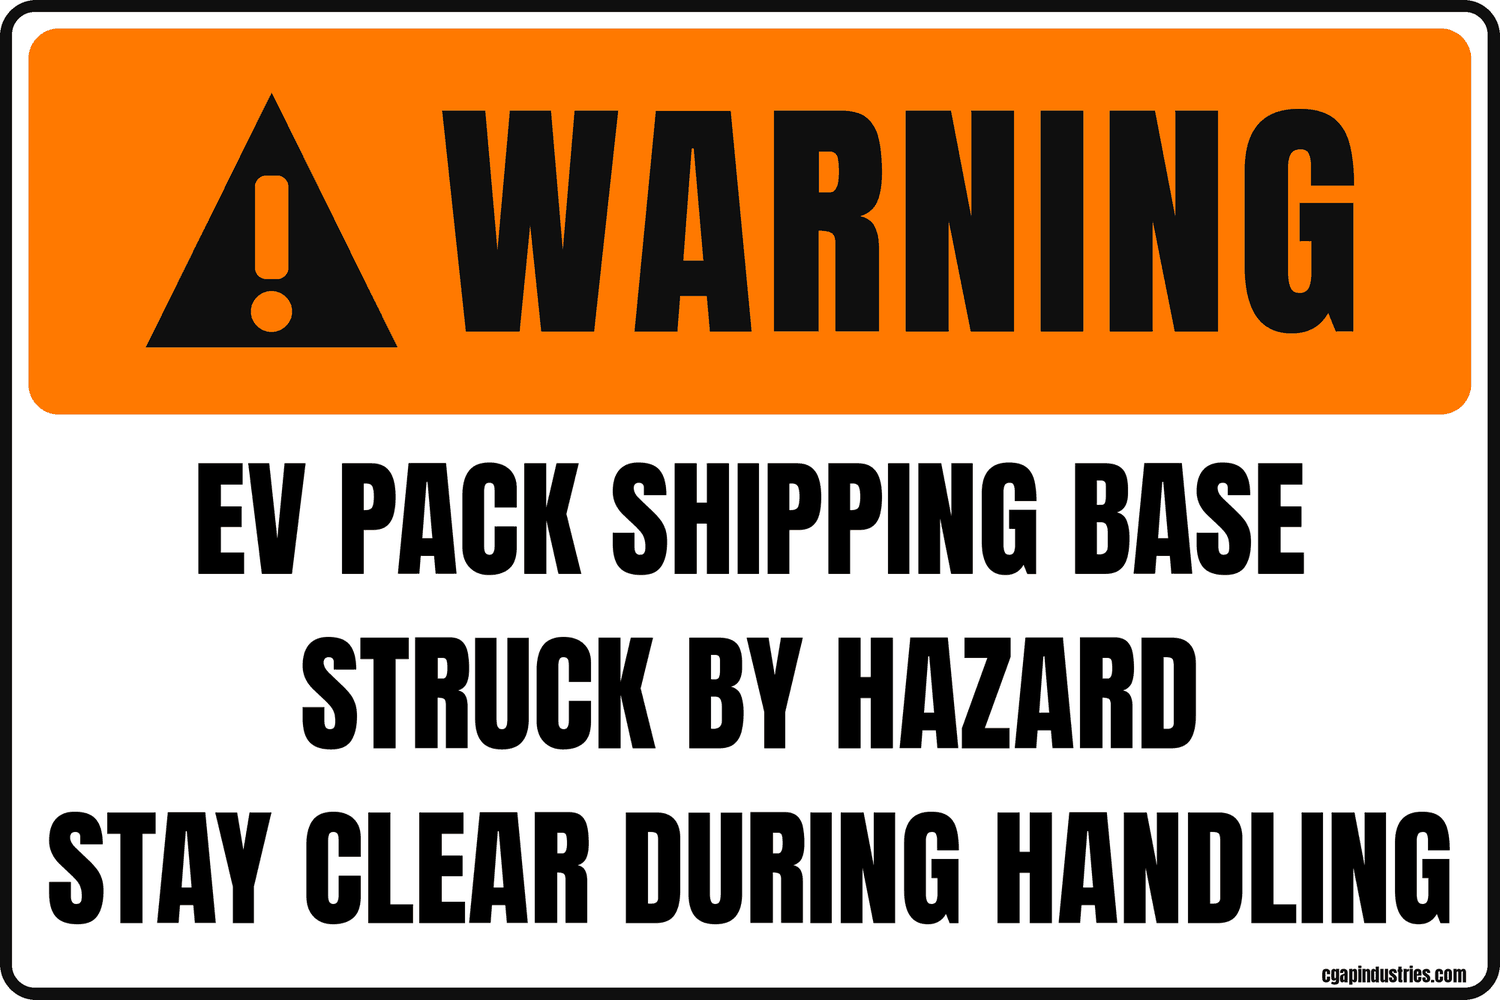 WARNING
EV PACK SHIPPING BASE
STRUCK BY HAZARD
STAY CLEAR DURING HANDLING
cgapindustries.com